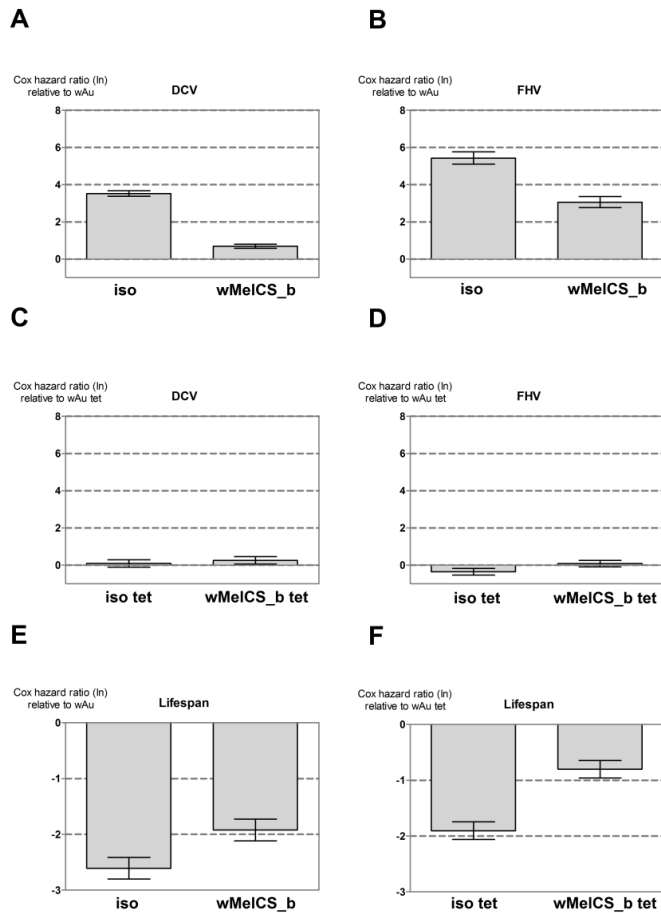 A
Cox hazard ratio (ln)
relative to wAu
DCV
8
6
4
2
0
iso
wMelCS_b
B
Cox hazard ratio (ln)
relative to wAu
FHV
8
6
4
2
0
iso
wMelCS_b
C
Cox hazard ratio (ln)
relative to wAu tet
DCV
8
6
4
2
0
iso tet
wMelCS_b tet
D
Cox hazard ratio (ln)
relative to wAu tet
FHV
8
6
4
2
0
iso tet
wMelCS_b tet
E
Cox hazard ratio (ln)
relative to wAu
Lifespan
0
-1
-2
-3
iso
wMelCS_b
F
Cox hazard ratio (ln)
relative to wAu tet
Lifespan
0
-1
-2
-3
iso tet
wMelCS_b tet